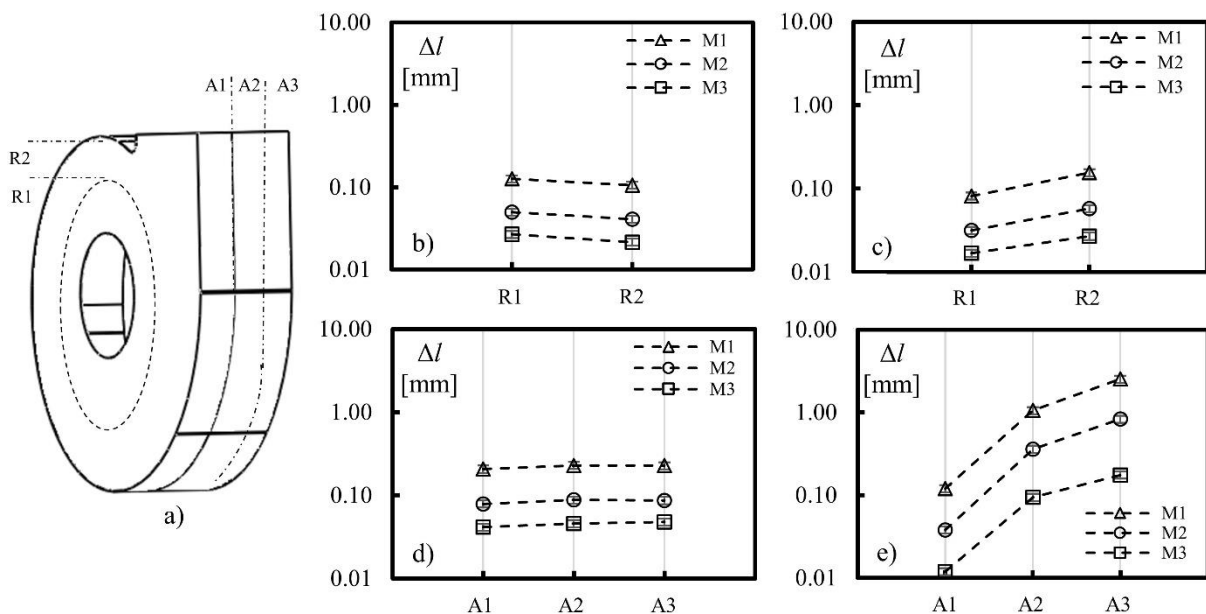 A1 A2 A3
R2
R1
a)
10.00
1.00
0.10
0.01
Δl
[mm]
M1
M2
M3
b)
R1 R2
10.00
1.00
0.10
0.01
Δl
[mm]
M1
M2
M3
c)
R1 R2
10.00
1.00
0.10
0.01
Δl
[mm]
M1
M2
M3
d)
A1 A2 A3
10.00
1.00
0.10
0.01
Δl
[mm]
M1
M2
M3
e)
A1 A2 A3